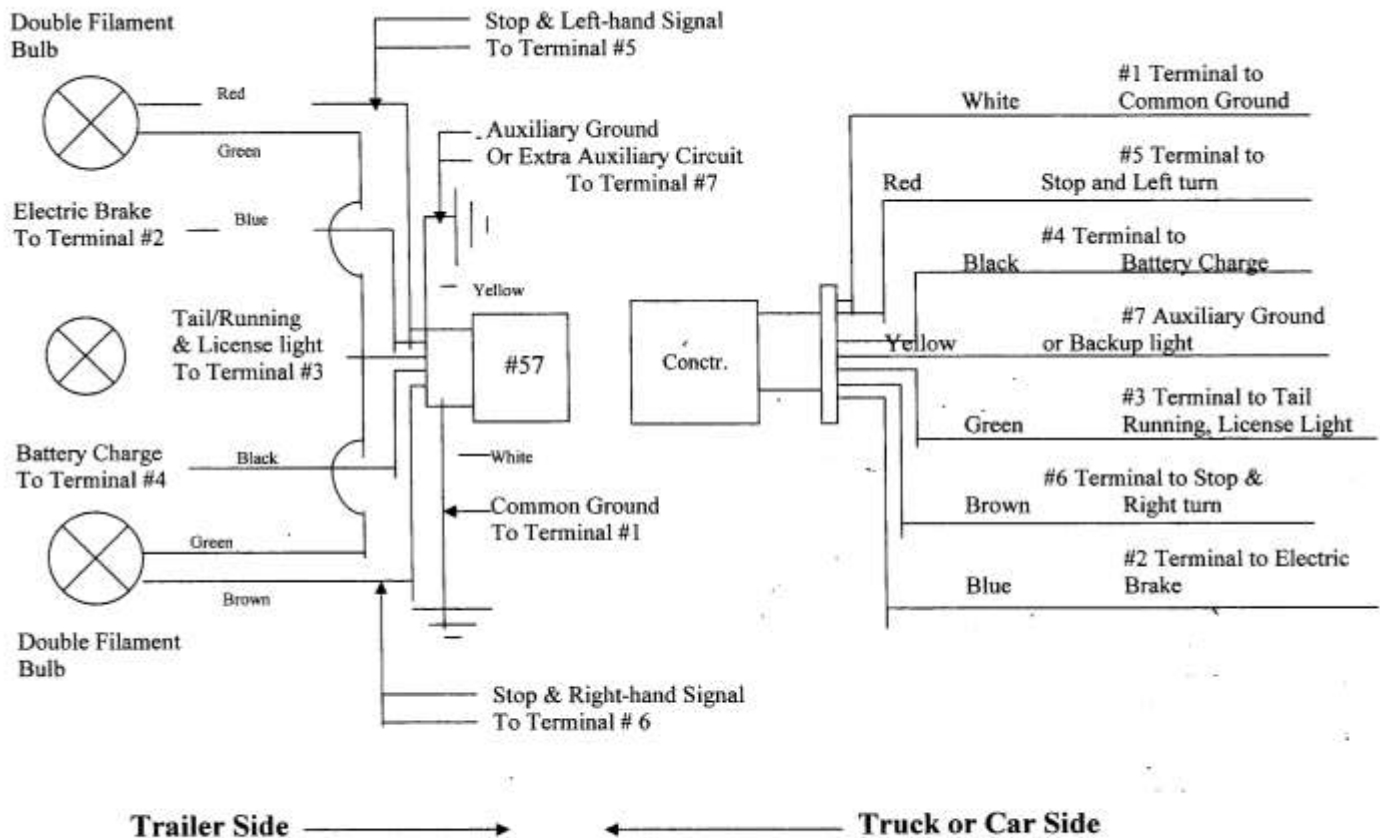 Double Filament
Bulb
Red
Green
Stop & Left-hand Signal
To Terminal #5
Auxiliary Ground
Or Extra Auxiliary Circuit
To Terminal #7
Electric Brake
To Terminal #2
Blue
Yellow
Tail/Running
& License light
To Terminal #3
#57
Battery Charge
To Terminal #4
Black
White
Common Ground
To Terminal #1
Green
Brown
Double Filament
Bulb
Stop & Right-hand Signal
To Terminal # 6
Conctr.
#1 Terminal to
White Common Ground
#5 Terminal to
Red Stop and Left turn
#4 Terminal to
Black Battery Charge
#7 Auxiliary Ground
Yellow or Backup light
#3 Terminal to Tail
Green Running, License Light
#6 Terminal to Stop &
Brown Right turn
#2 Terminal to Electric
Blue Brake
Trailer Side
Truck or Car Side